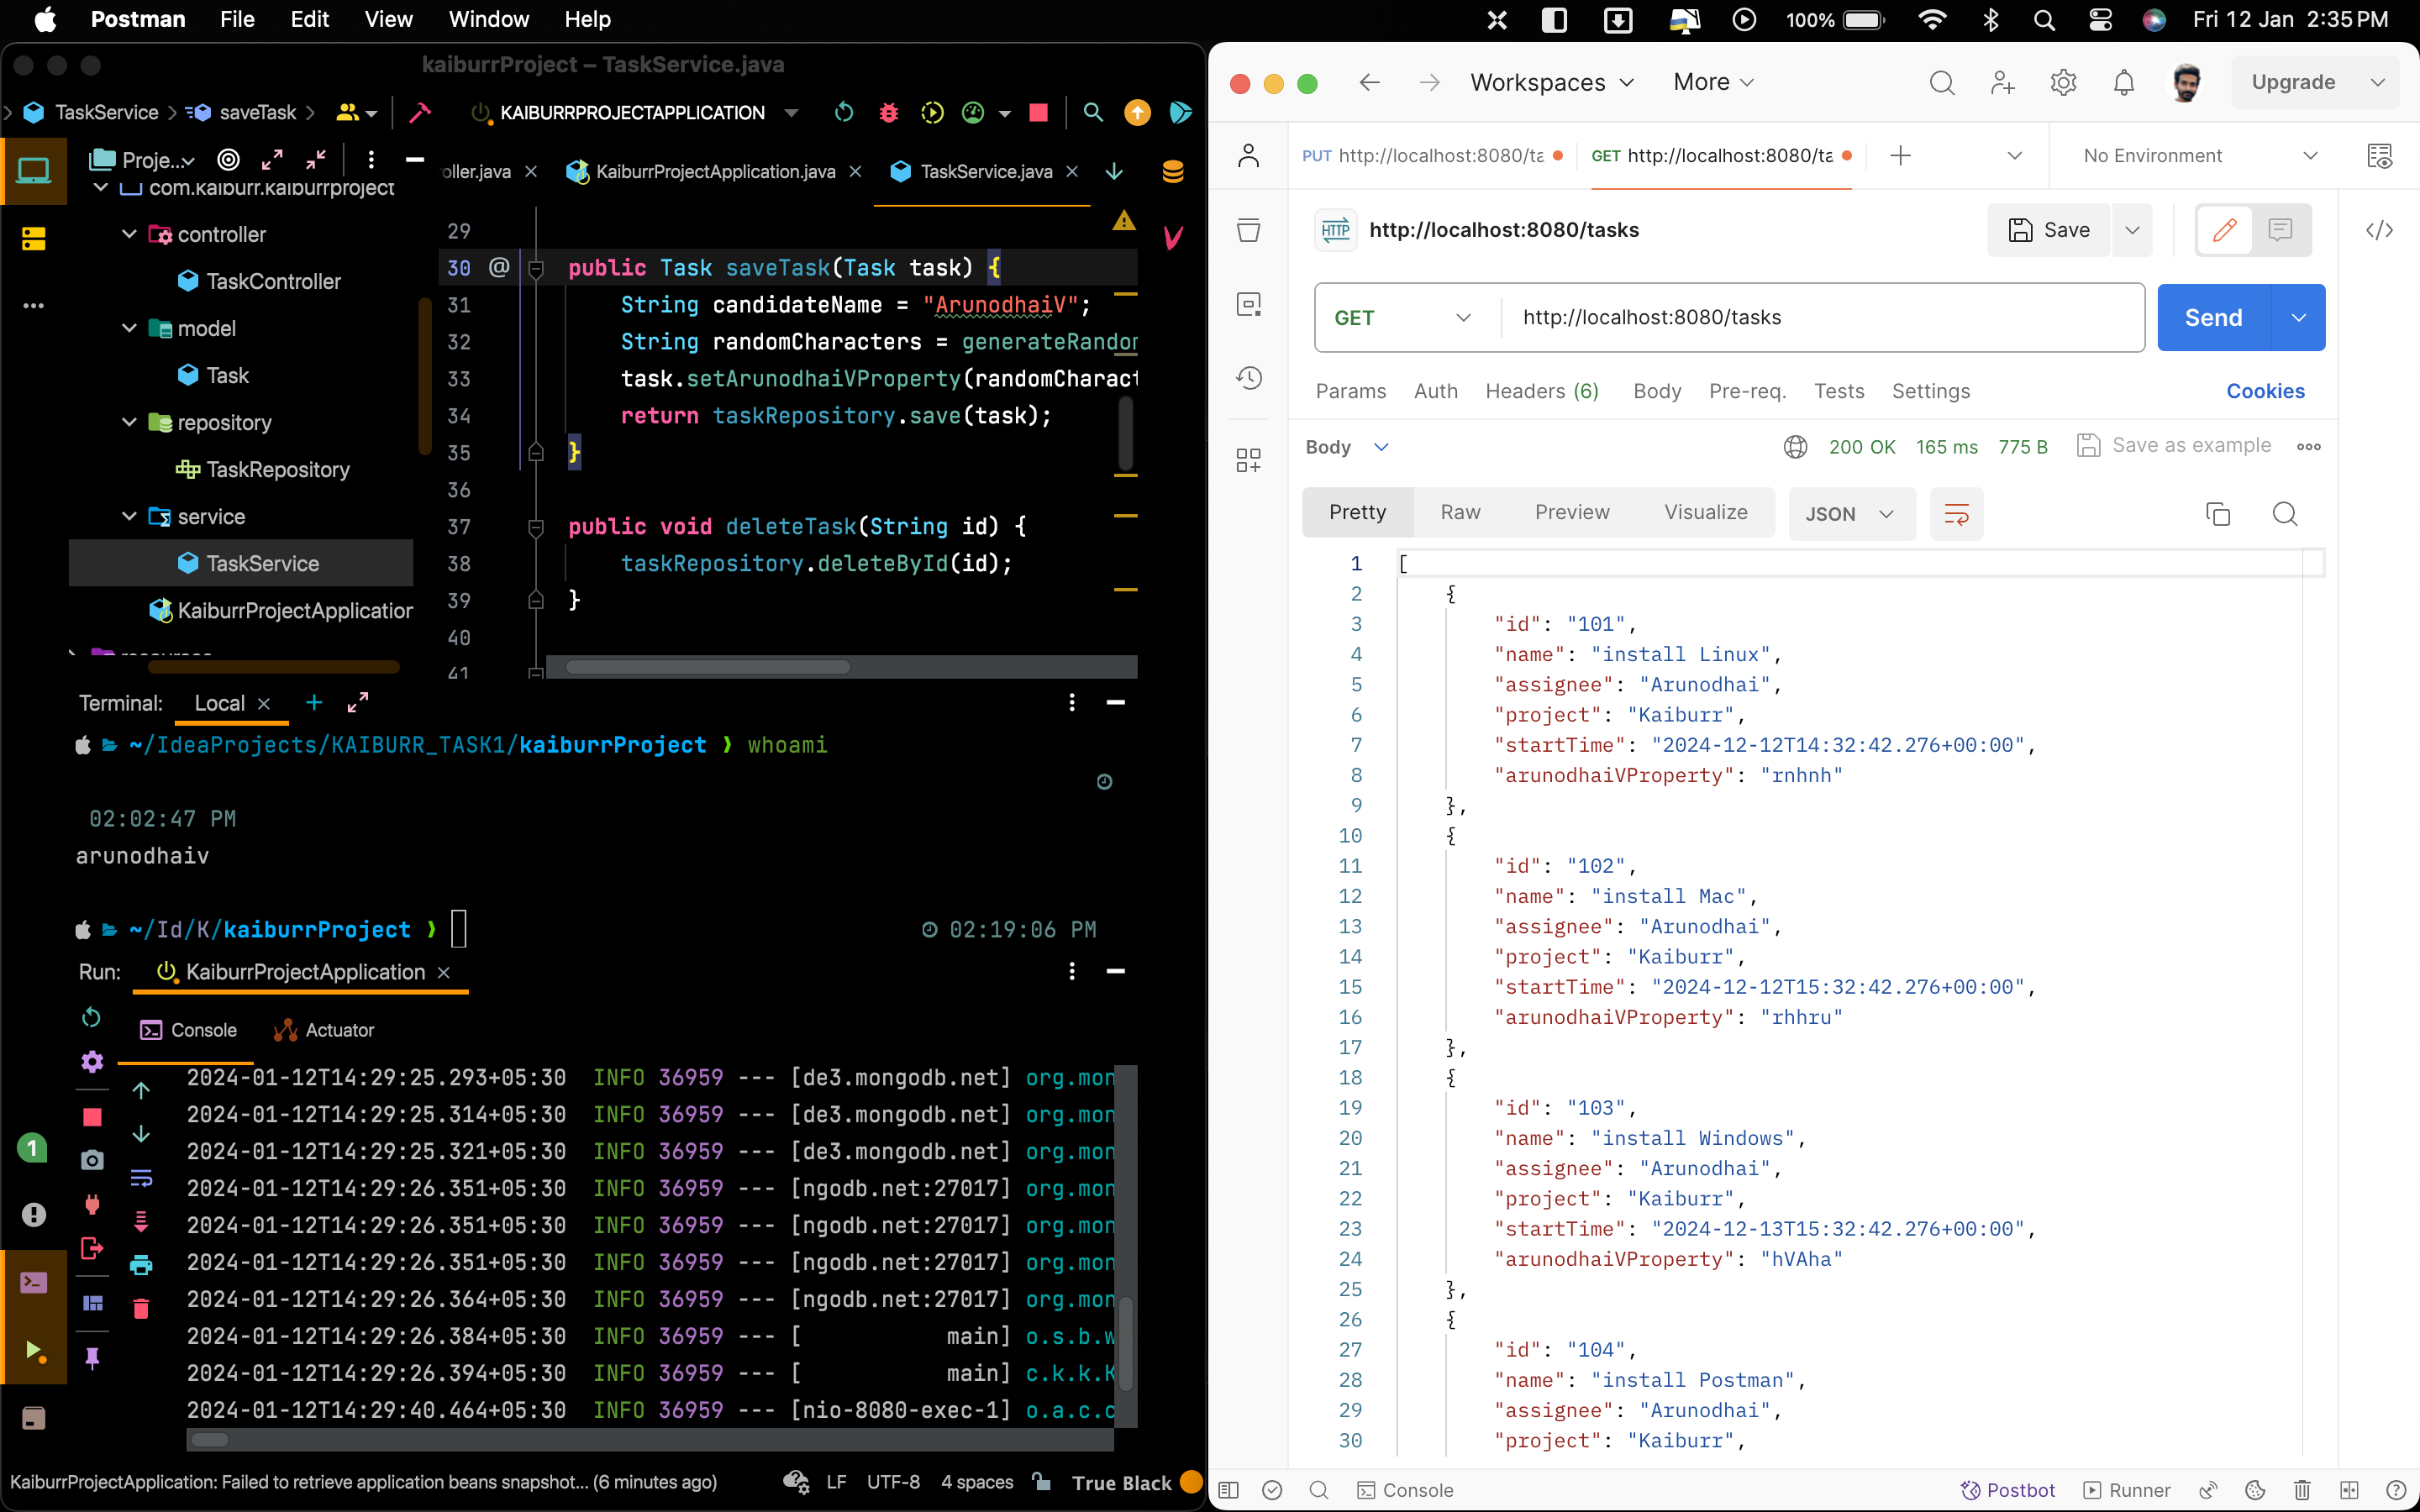 Postman File Edit View Window Help
100% Fri 12 Jan 2:35 PM
kaiburrProject – TaskService.java
TaskService saveTask KAIBURRPROJECTAPPLICATION
Proje...
oller.java KaiburrProjectApplication.java TaskService.java
com.kaiburr.kaiburrproject
controller
TaskController
model
Task
repository
TaskRepository
service
TaskService
KaiburrProjectApplication
resources
29
30 @ public Task saveTask(Task task) {
31 String candidateName = "ArunodhaiV";
32 String randomCharacters = generateRandom
33 task.setArunodhaiVProperty(randomCharact
34 return taskRepository.save(task);
35 }
36
37 public void deleteTask(String id) {
38 taskRepository.deleteById(id);
39 }
40
41
Terminal: Local
~/IdeaProjects/KAIBURR_TASK1/kaiburrProject ❯ whoami
02:02:47 PM
arunodhaiv
~/Id/K/kaiburrProject ❯ 02:19:06 PM
Run: KaiburrProjectApplication
Console Actuator
2024-01-12T14:29:25.293+05:30 INFO 36959 --- [de3.mongodb.net] org.mon
2024-01-12T14:29:25.314+05:30 INFO 36959 --- [de3.mongodb.net] org.mon
2024-01-12T14:29:25.321+05:30 INFO 36959 --- [de3.mongodb.net] org.mon
2024-01-12T14:29:26.351+05:30 INFO 36959 --- [ngodb.net:27017] org.mon
2024-01-12T14:29:26.351+05:30 INFO 36959 --- [ngodb.net:27017] org.mon
2024-01-12T14:29:26.351+05:30 INFO 36959 --- [ngodb.net:27017] org.mon
2024-01-12T14:29:26.364+05:30 INFO 36959 --- [ngodb.net:27017] org.mon
2024-01-12T14:29:26.384+05:30 INFO 36959 --- [ main] o.s.b.w
2024-01-12T14:29:26.394+05:30 INFO 36959 --- [ main] c.k.k.K
2024-01-12T14:29:40.464+05:30 INFO 36959 --- [nio-8080-exec-1] o.a.c.c
1
KaiburrProjectApplication: Failed to retrieve application beans snapshot... (6 minutes ago) LF UTF-8 4 spaces True Black
Workspaces More Upgrade
PUT http://localhost:8080/ta GET http://localhost:8080/ta No Environment
HTTP http://localhost:8080/tasks Save
GET http://localhost:8080/tasks Send
Params Auth Headers (6) Body Pre-req. Tests Settings Cookies
Body 200 OK 165 ms 775 B Save as example
Pretty Raw Preview Visualize JSON
1 [
2 {
3 "id": "101",
4 "name": "install Linux",
5 "assignee": "Arunodhai",
6 "project": "Kaiburr",
7 "startTime": "2024-12-12T14:32:42.276+00:00",
8 "arunodhaiVProperty": "rnhnh"
9 },
10 {
11 "id": "102",
12 "name": "install Mac",
13 "assignee": "Arunodhai",
14 "project": "Kaiburr",
15 "startTime": "2024-12-12T15:32:42.276+00:00",
16 "arunodhaiVProperty": "rhhru"
17 },
18 {
19 "id": "103",
20 "name": "install Windows",
21 "assignee": "Arunodhai",
22 "project": "Kaiburr",
23 "startTime": "2024-12-13T15:32:42.276+00:00",
24 "arunodhaiVProperty": "hVAha"
25 },
26 {
27 "id": "104",
28 "name": "install Postman",
29 "assignee": "Arunodhai",
30 "project": "Kaiburr",
Console Postbot Runner